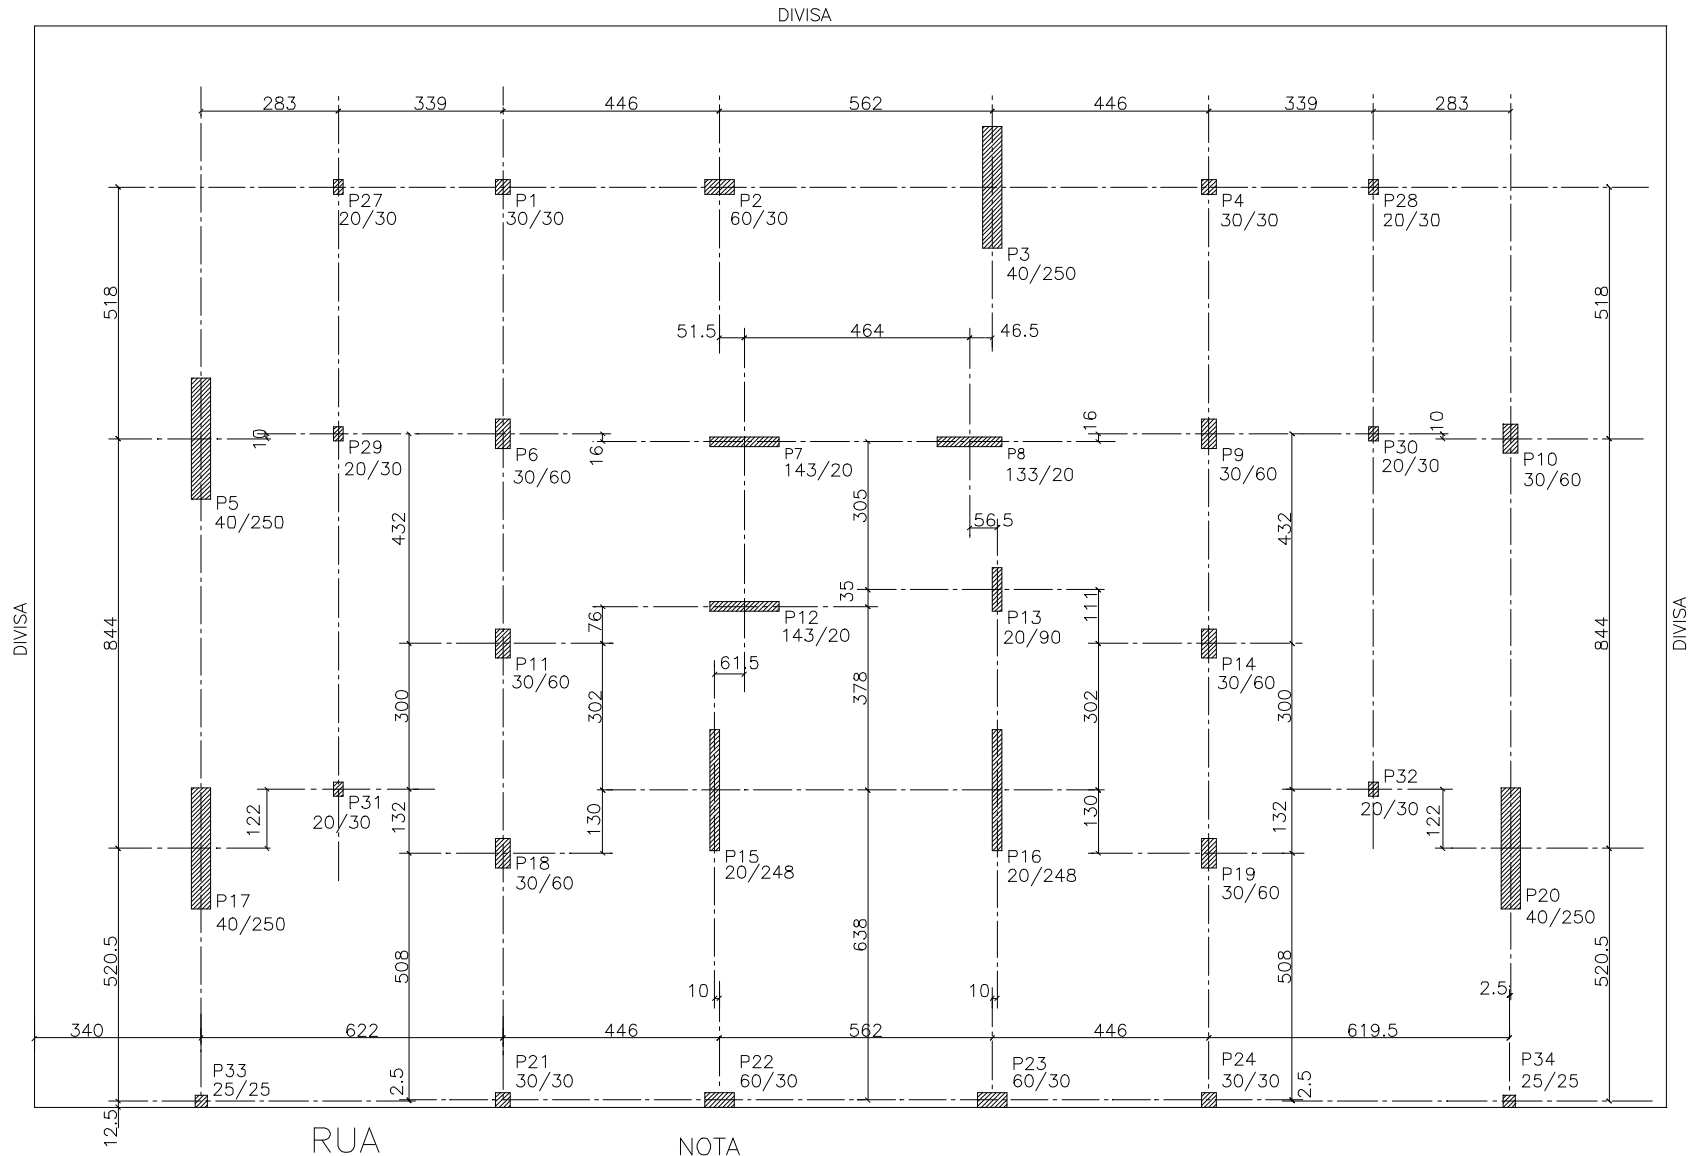 DIVISA
283
339
446
562
446
339
283
P27
20/30
P1
30/30
P2
60/30
P4
30/30
P28
20/30
P3
40/250
518
518
51.5
464
46.5
10
P29
20/30
P6
30/60
16
P7
143/20
P8
133/20
16
P9
30/60
P30
20/30
10
P10
30/60
P5
40/250
432
305
56.5
432
35
DIVISA
844
76
P12
143/20
P13
20/90
111
844
DIVISA
P11
30/60
61.5
P14
30/60
300
302
378
302
300
122
P31
20/30
132
130
130
132
P32
20/30
122
P18
30/60
P15
20/248
P16
20/248
P19
30/60
P17
40/250
P20
40/250
520.5
508
638
508
520.5
10
10
2.5
340
622
446
562
446
619.5
P33
25/25
2.5
P21
30/30
P22
60/30
P23
60/30
P24
30/30
2.5
P34
25/25
12.5
RUA
NOTA